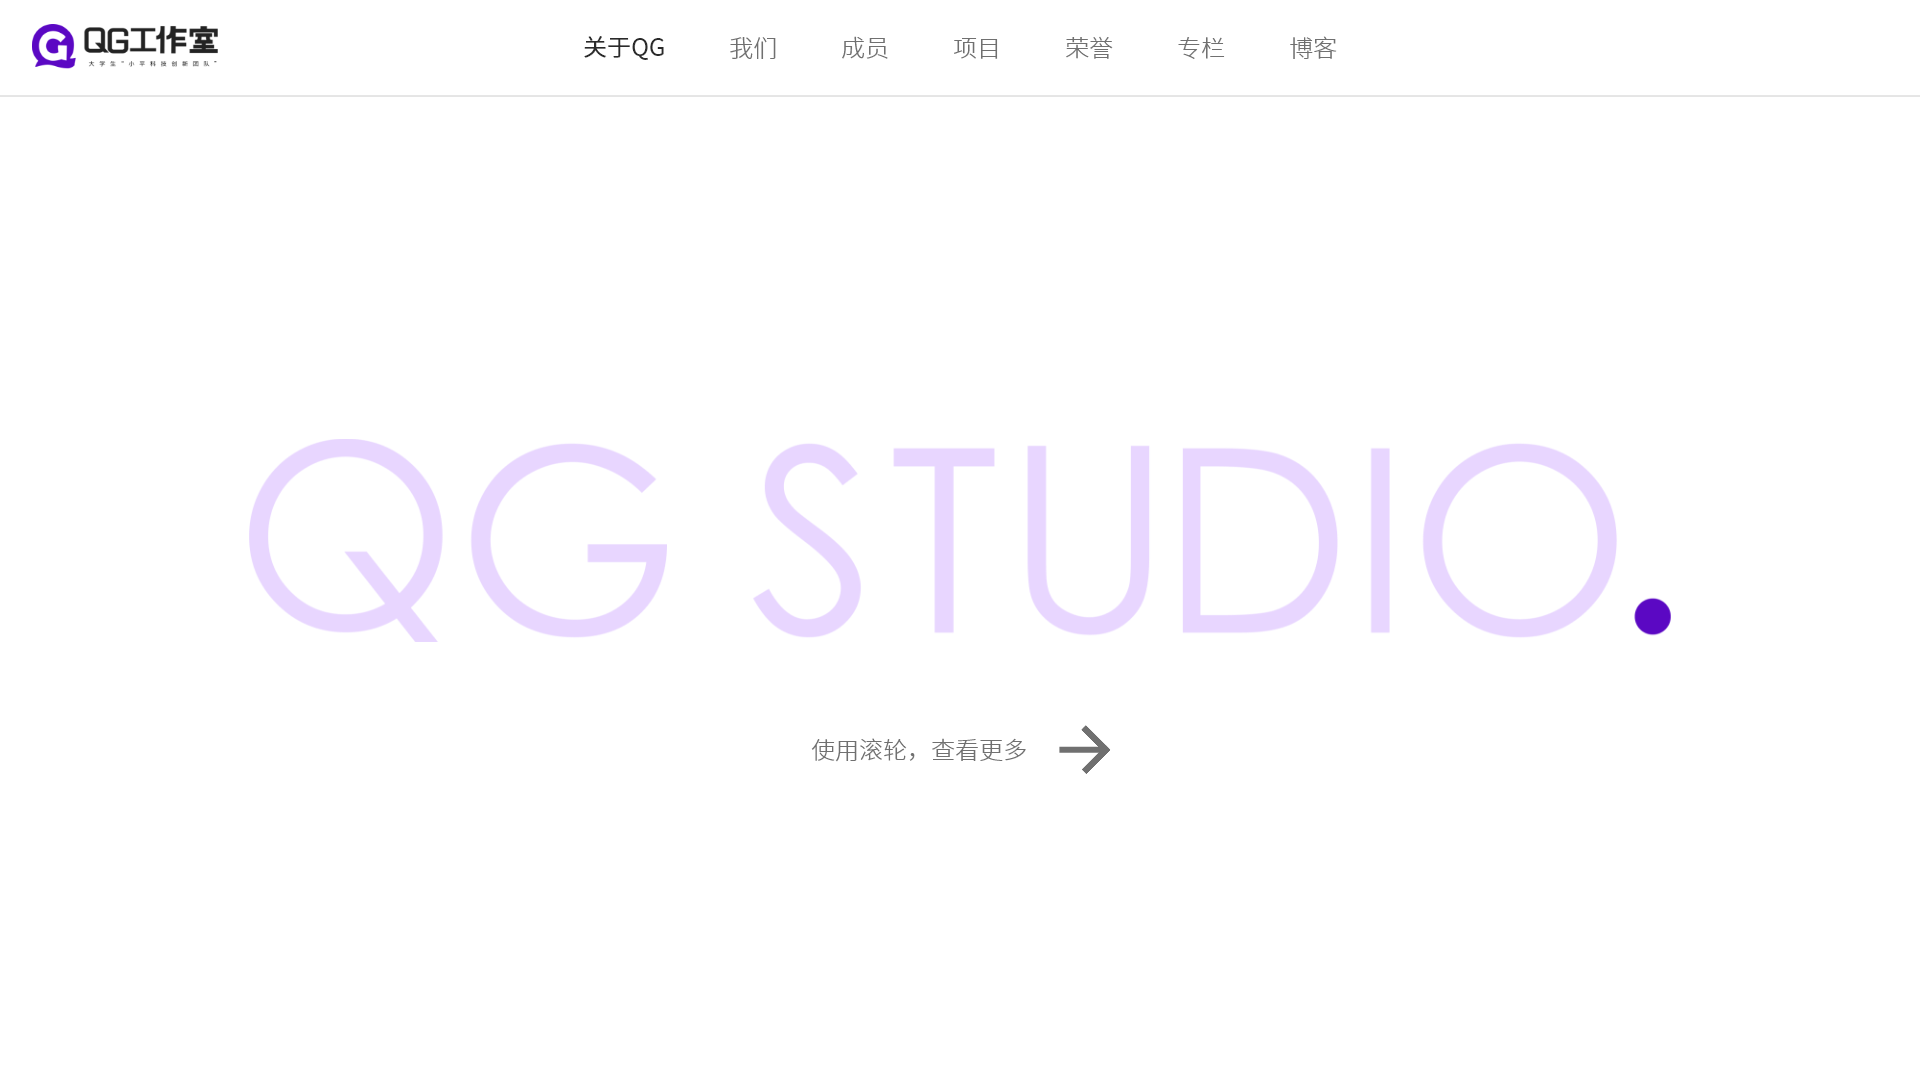 QG工作室
大学生“小平科技创新团队”
关于QG
我们
成员
项目
荣誉
专栏
博客
QG STUDIO.
使用滚轮，查看更多